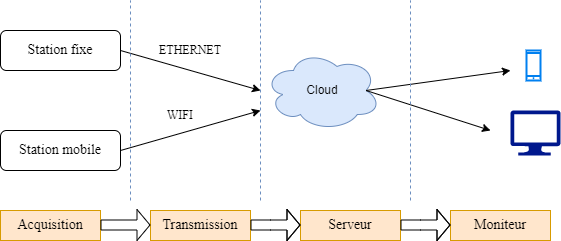 Station fixe
ETHERNET
Cloud
WIFI
Station mobile
Acquisition
Transmission
Serveur
Moniteur